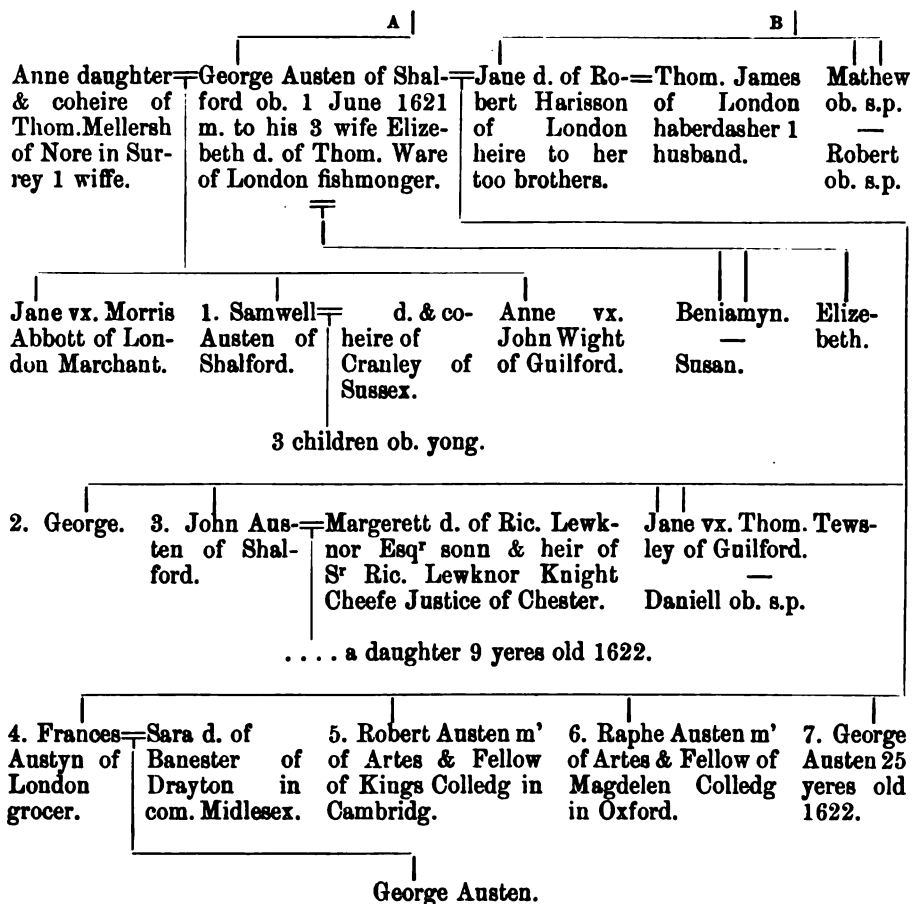 A
B
Anne daughter
& coheire of
Thom.Mellersh
of Nore in Sur-
rey 1 wiffe.
George Austen of Shal-
ford ob. 1 June 1621
m. to his 3 wife Elize-
beth d. of Thom. Ware
of London fishmonger.
Jane d. of Ro-
bert Harisson
of London
heire to her
too brothers.
Thom. James
of London
haberdasher 1
husband.
Mathew
ob. s.p.
—
Robert
ob. s.p.
Jane vx. Morris
Abbott of Lon-
don Marchant.
1. Samwell
Austen of
Shalford.
d. & co-
heire of
Cranley of
Sussex.
Anne vx.
John Wight
of Guilford.
Beniamyn.
—
Susan.
Elize-
beth.
3 children ob. yong.
2. George.
3. John Aus-
ten of Shal-
ford.
Margerett d. of Ric. Lewk-
nor Esqr sonn & heir of
Sr Ric. Lewknor Knight
Cheefe Justice of Chester.
Jane vx. Thom. Tews-
ley of Guilford.
—
Daniell ob. s.p.
. . . . a daughter 9 yeres old 1622.
4. Frances
Austyn of
London
grocer.
Sara d. of
Banester of
Drayton in
com. Midlesex.
5. Robert Austen m'
of Artes & Fellow
of Kings Colledg in
Cambridg.
6. Raphe Austen m'
of Artes & Fellow of
Magdelen Colledg
in Oxford.
7. George
Austen 25
yeres old
1622.
George Austen.